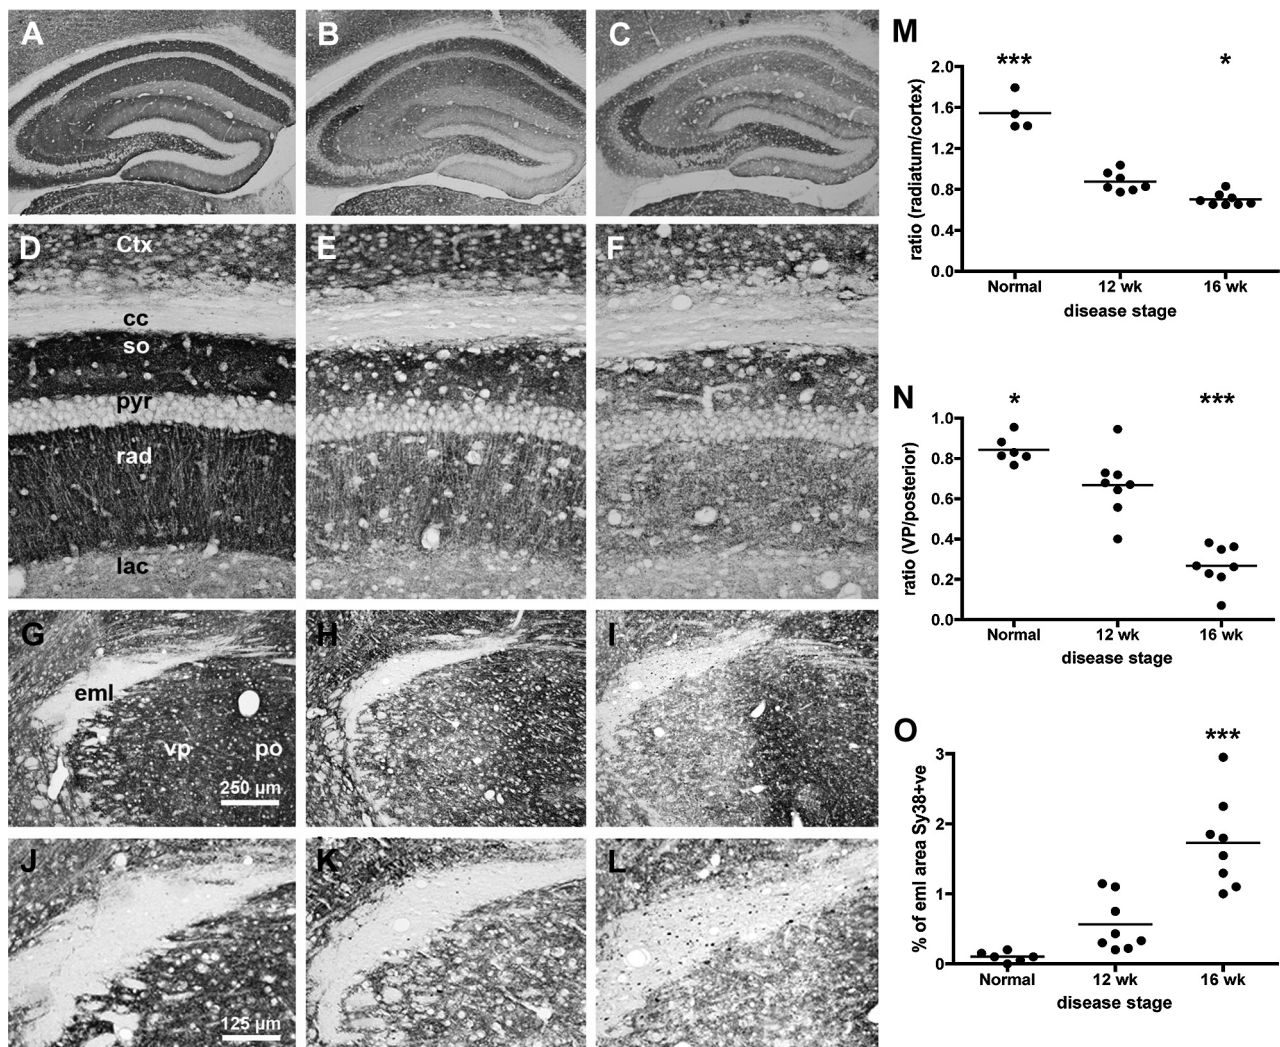 A
B
C
D
Ctx
cc
so
pyr
rad
lac
E
F
G
eml
vp
po
250 µm
H
I
J
125 µm
K
L
M
*** *
ratio (radiatum/cortex)
2.0
1.6
1.2
0.8
0.4
0.0
Normal 12 wk 16 wk
disease stage
N
* ***
ratio (VP/posterior)
1.0
0.8
0.6
0.4
0.2
0.0
Normal 12 wk 16 wk
disease stage
O
***
% of eml area Sy38+ve
3
2
1
0
Normal 12 wk 16 wk
disease stage